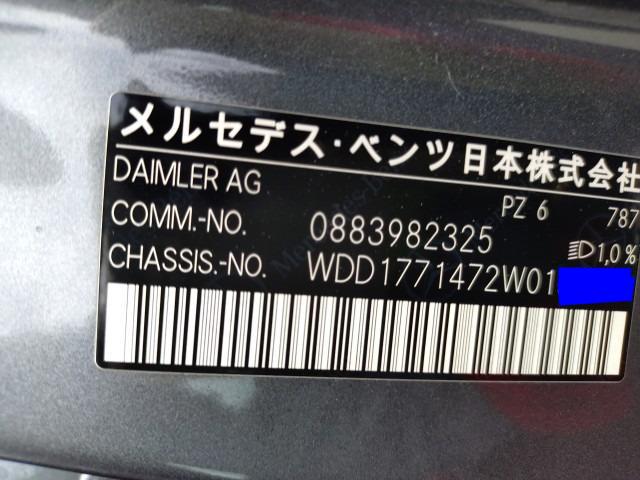 メルセデス・ベンツ日本株式会社
DAIMLER AG
PZ 6 787
COMM.-NO. 0883982325
1,0%
CHASSIS.-NO. WDD1771472W01